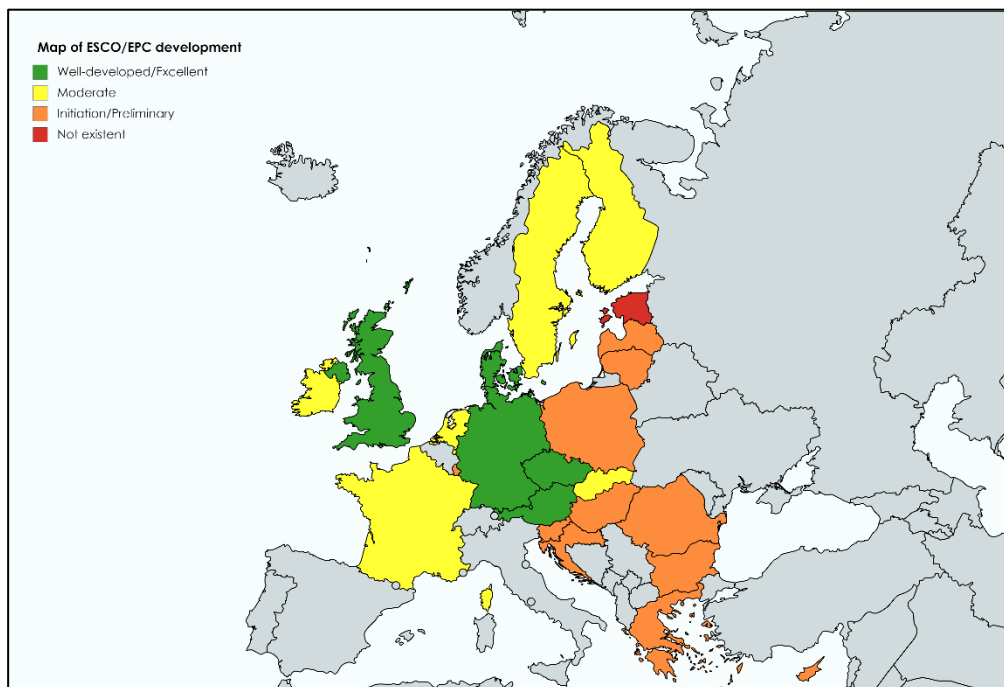 Map of ESCO/EPC development
Well-developed/Fxcellent
Moderate
Initiation/Preliminary
Not existent